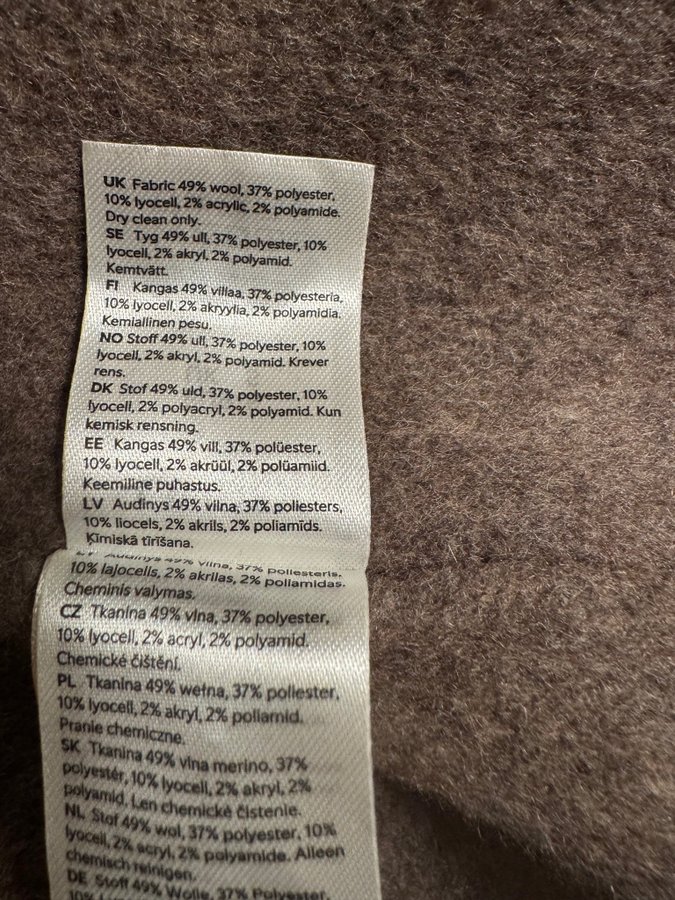 UK Fabric 49% wool, 37% polyester,
10% lyocell, 2% acrylic, 2% polyamide.
Dry clean only.
SE Tyg 49% ull, 37% polyester, 10%
lyocell, 2% akryl, 2% polyamid.
Kemtvätt.
FI Kangas 49% villaa, 37% polyesteria,
10% lyocell, 2% akryylia, 2% polyamidia.
Kemiallinen pesu.
NO Stoff 49% ull, 37% polyester, 10%
lyocell, 2% akryl, 2% polyamid. Krever
rens.
DK Stof 49% uld, 37% polyester, 10%
lyocell, 2% polyacryl, 2% polyamid. Kun
kemisk rensning.
EE Kangas 49% vill, 37% polüester,
10% lyocell, 2% akrüül, 2% polüamiid.
Keemiline puhastus.
LV Audinys 49% vilna, 37% poliesters,
10% liocels, 2% akrils, 2% poliamīds.
Ķīmiskā tīrīšana.
Audinys 49% vilna, 37% poliesteris,
10% lajocelis, 2% akrilas, 2% poliamidas.
Cheminis valymas.
CZ Tkanina 49% vlna, 37% polyester,
10% lyocell, 2% acryl, 2% polyamid.
Chemické čištění.
PL Tkanina 49% wełna, 37% poliester,
10% lyocell, 2% akryl, 2% poliamid.
Pranie chemiczne.
SK Tkanina 49% vlna merino, 37%
polyestér, 10% lyocell, 2% akryl, 2%
polyamid. Len chemické čistenie.
NL Stof 49% wol, 37% polyester, 10%
lyocell, 2% acryl, 2% polyamide. Alleen
chemisch reinigen.
DE Stoff 49% Wolle, 37% Polyester,